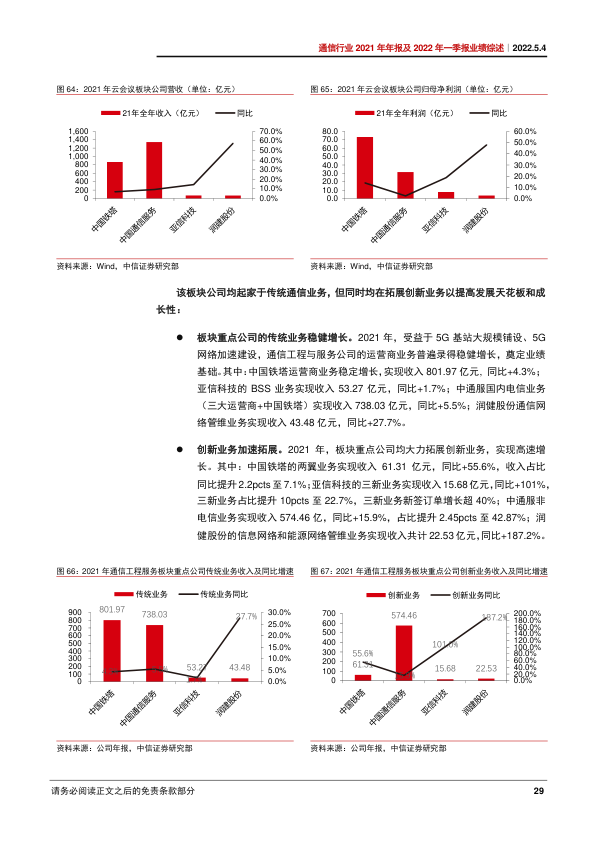 通信行业 2021 年年报及 2022 年一季报业绩综述｜2022.5.4
图 64：2021 年云会议板块公司营收（单位：亿元）
21年全年收入（亿元） 同比
1,600
1,400
1,200
1,000
800
600
400
200
0
70.0%
60.0%
50.0%
40.0%
30.0%
20.0%
10.0%
0.0%
中国铁塔
中国通信服务
亚信科技
润建股份
资料来源：Wind，中信证券研究部
图 65：2021 年云会议板块公司归母净利润（单位：亿元）
21年全年利润（亿元） 同比
80.0
70.0
60.0
50.0
40.0
30.0
20.0
10.0
0.0
60.0%
50.0%
40.0%
30.0%
20.0%
10.0%
0.0%
中国铁塔
中国通信服务
亚信科技
润建股份
资料来源：Wind，中信证券研究部
该板块公司均起家于传统通信业务，但同时均在拓展创新业务以提高发展天花板和成
长性：
● 板块重点公司的传统业务稳健增长。2021 年，受益于 5G 基站大规模铺设、5G
网络加速建设，通信工程与服务公司的运营商业务普遍录得稳健增长，奠定业绩
基础。其中：中国铁塔运营商业务稳定增长，实现收入 801.97 亿元，同比+4.3%；
亚信科技的 BSS 业务实现收入 53.27 亿元，同比+1.7%；中通服国内电信业务
（三大运营商+中国铁塔）实现收入 738.03 亿元，同比+5.5%；润健股份通信网
络管维业务实现收入 43.48 亿元，同比+27.7%。
● 创新业务加速拓展。2021 年，板块重点公司均大力拓展创新业务，实现高速增
长。其中：中国铁塔的两翼业务实现收入 61.31 亿元，同比+55.6%，收入占比
同比提升 2.2pcts 至 7.1%；亚信科技的三新业务实现收入 15.68 亿元，同比+101%，
三新业务占比提升 10pcts 至 22.7%，三新业务新签订单增长超 40%；中通服非
电信业务实现收入 574.46 亿，同比+15.9%，占比提升 2.45pcts 至 42.87%；润
健股份的信息网络和能源网络管维业务实现收入共计 22.53 亿元，同比+187.2%。
图 66：2021 年通信工程服务板块重点公司传统业务收入及同比增速
传统业务 传统业务同比
900
800
700
600
500
400
300
200
100
0
801.97
738.03
53.27
43.48
27.7%
30.0%
25.0%
20.0%
15.0%
10.0%
5.0%
0.0%
中国铁塔
中国通信服务
亚信科技
润建股份
资料来源：公司年报，中信证券研究部
图 67：2021 年通信工程服务板块重点公司创新业务收入及同比增速
创新业务 创新业务同比
700
600
500
400
300
200
100
0
55.6%
61.31
574.46
101.0%
15.68
187.2%
22.53
200.0%
180.0%
160.0%
140.0%
120.0%
100.0%
80.0%
60.0%
40.0%
20.0%
0.0%
中国铁塔
中国通信服务
亚信科技
润建股份
资料来源：公司年报，中信证券研究部
请务必阅读正文之后的免责条款部分
29